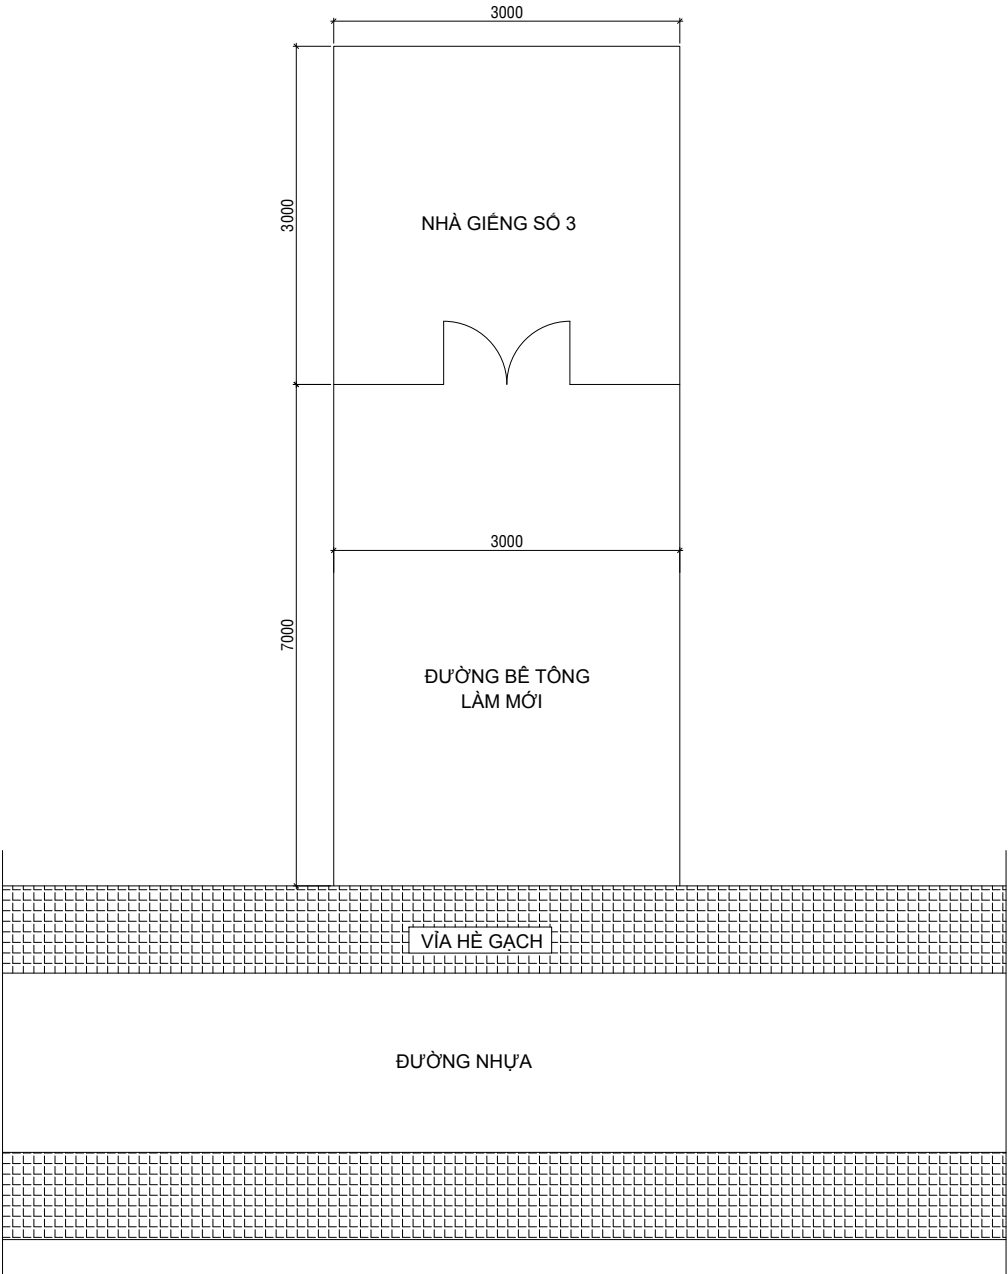 3000
3000
NHÀ GIẾNG SỐ 3
3000
7000
ĐƯỜNG BÊ TÔNG
LÀM MỚI
VỈA HÈ GẠCH
ĐƯỜNG NHỰA